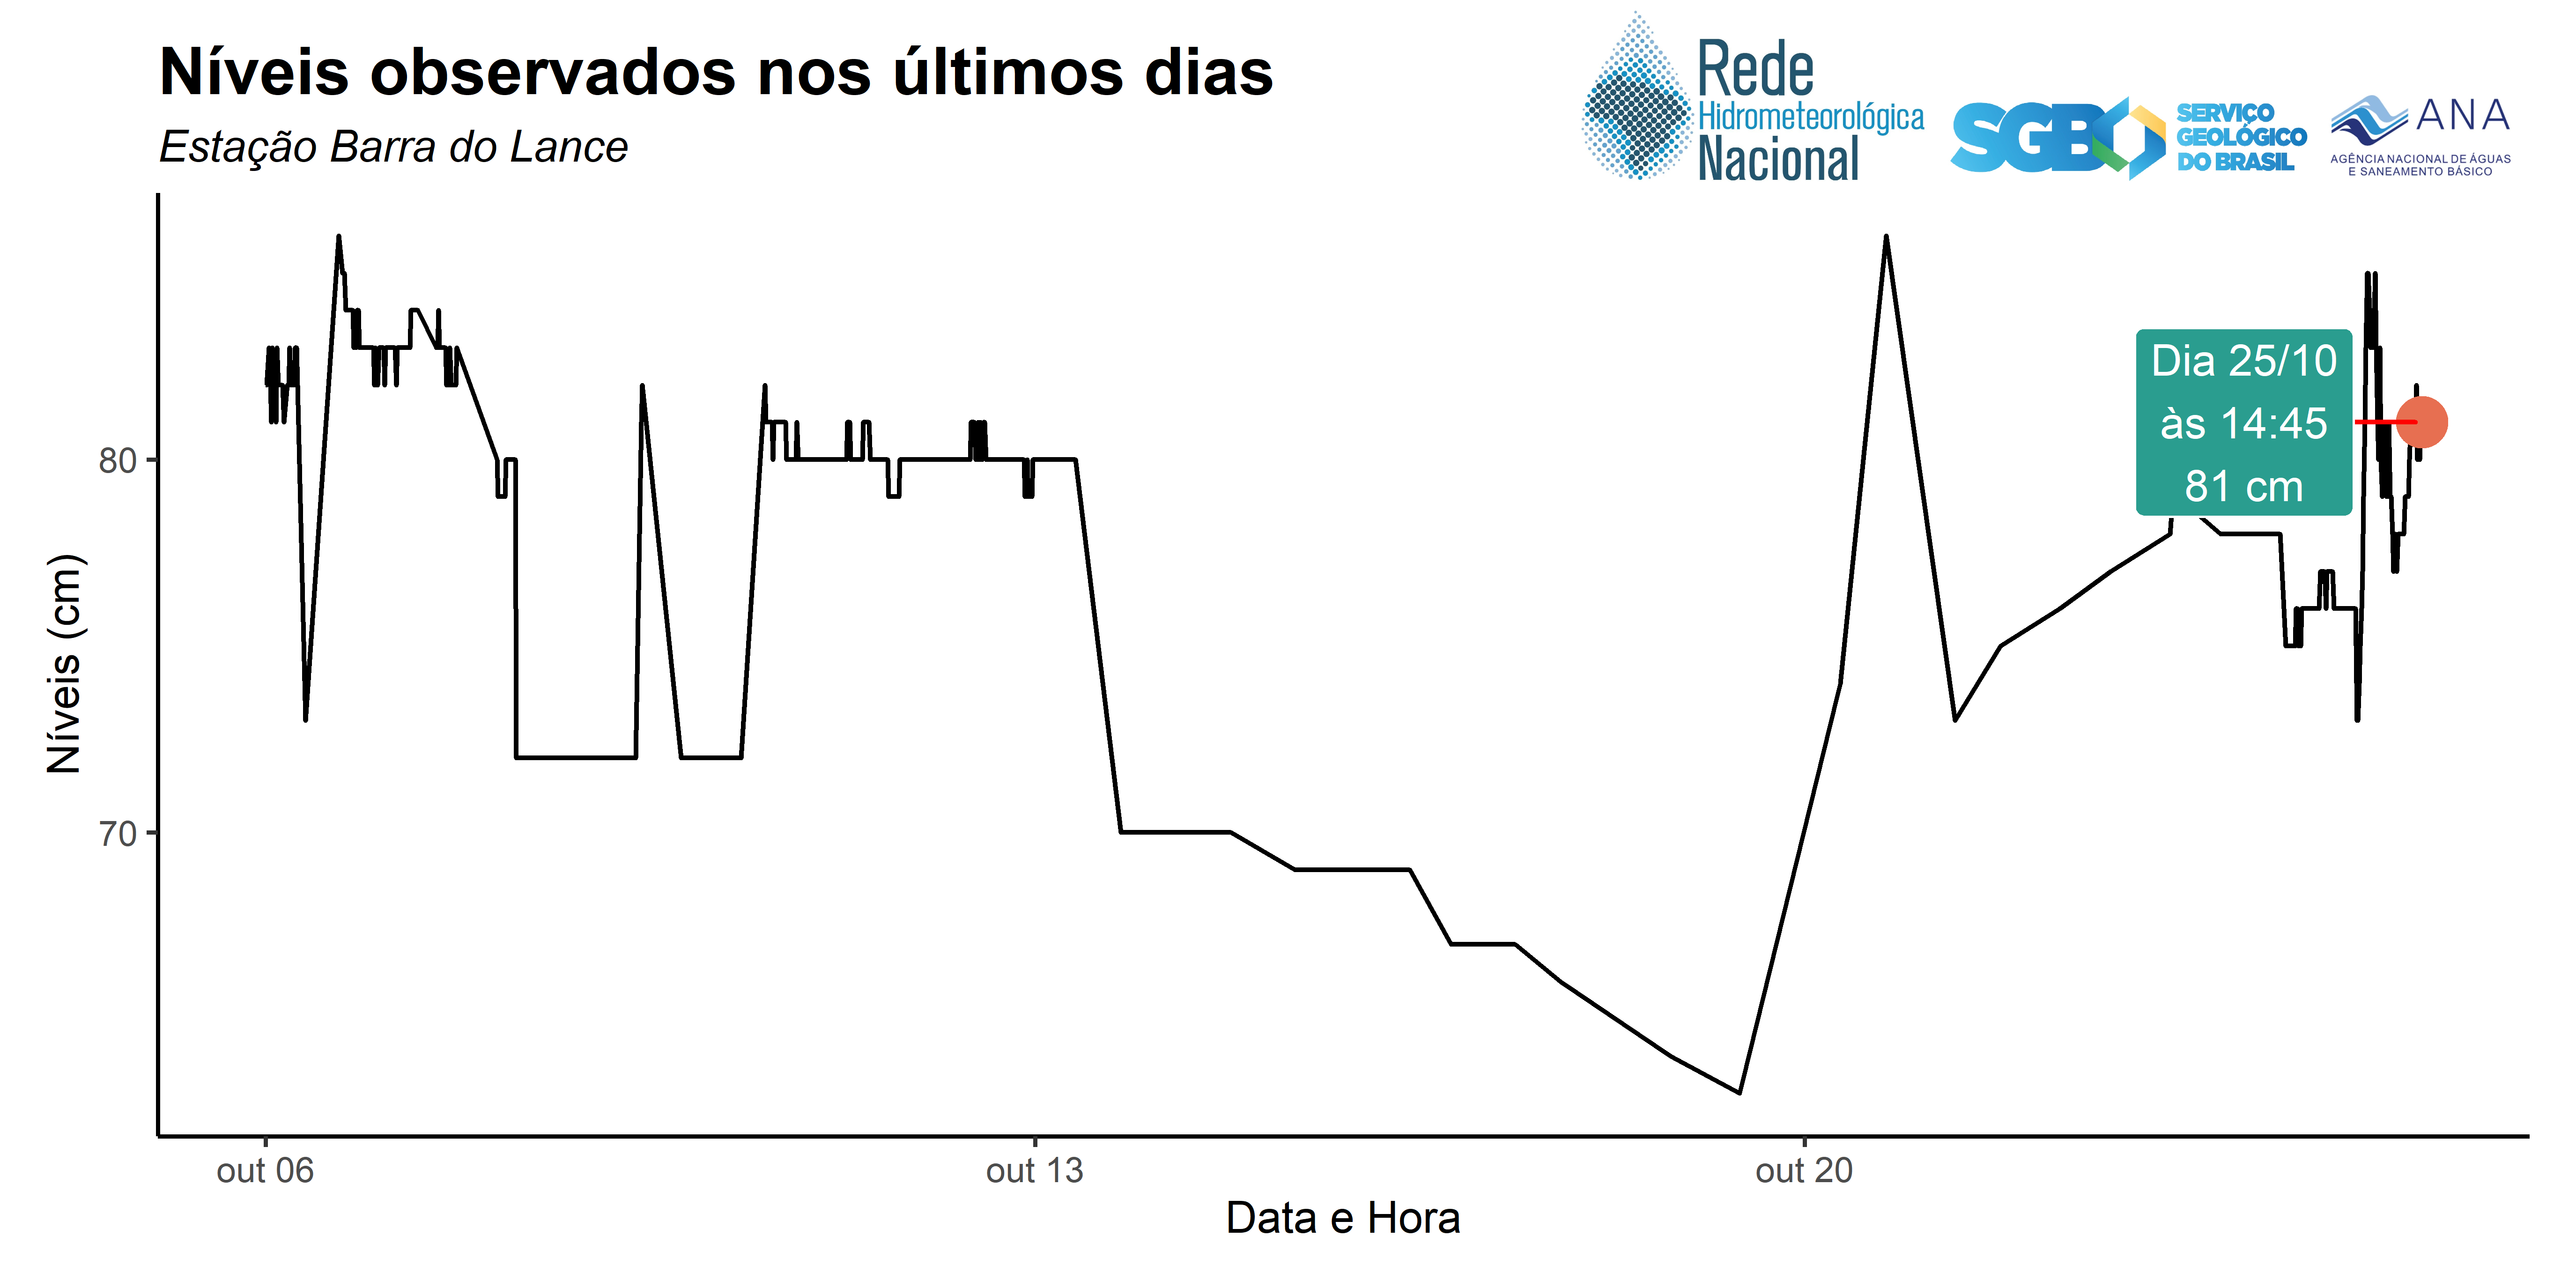 Níveis observados nos últimos dias
Estação Barra do Lance
Rede
Hidrometeorológica
Nacional
SGB
SERVIÇO
GEOLÓGICO
DO BRASIL
ANA
AGÊNCIA NACIONAL DE ÁGUAS
E SANEAMENTO BÁSICO
Dia 25/10
às 14:45
81 cm
80
70
Níveis (cm)
out 06
out 13
out 20
Data e Hora